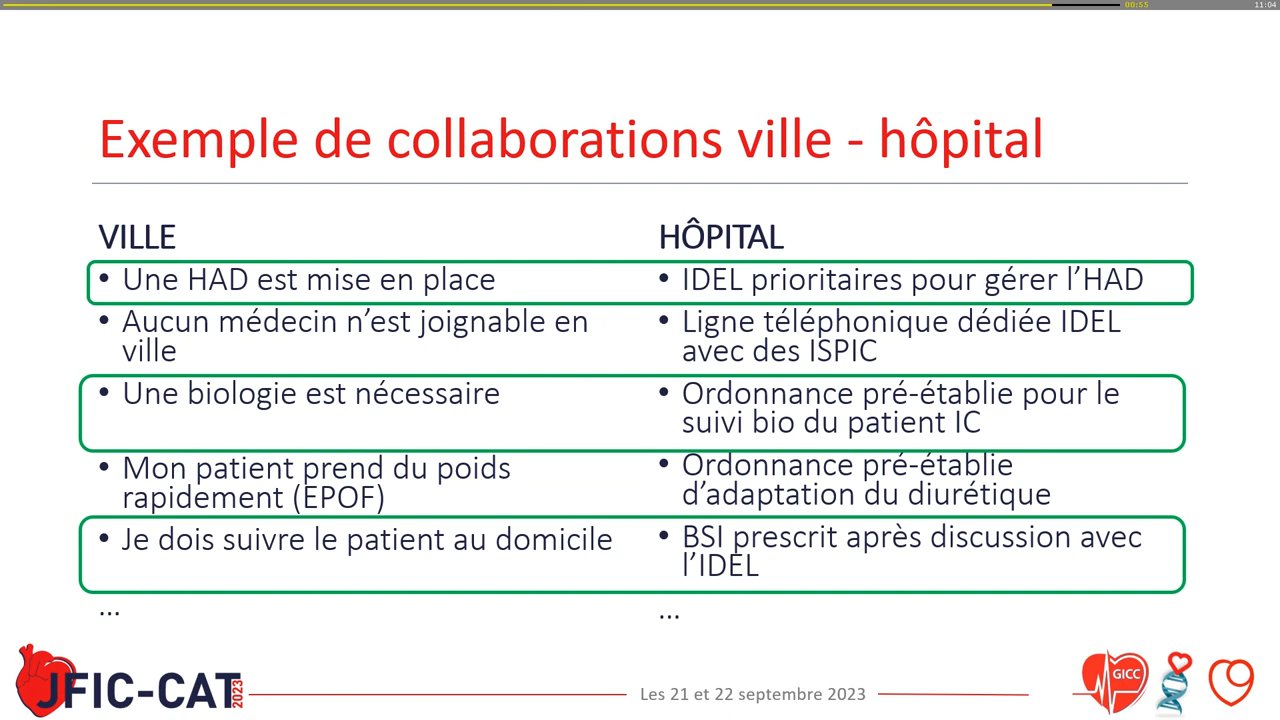 00:55
11:04
Exemple de collaborations ville - hôpital
VILLE
• Une HAD est mise en place
• Aucun médecin n’est joignable en
ville
• Une biologie est nécessaire
• Mon patient prend du poids
rapidement (EPOF)
• Je dois suivre le patient au domicile
...
HÔPITAL
• IDEL prioritaires pour gérer l’HAD
• Ligne téléphonique dédiée IDEL
avec des ISPIC
• Ordonnance pré-établie pour le
suivi bio du patient IC
• Ordonnance pré-établie
d’adaptation du diurétique
• BSI prescrit après discussion avec
l’IDEL
...
JFIC-CAT 2023
Les 21 et 22 septembre 2023
GICC